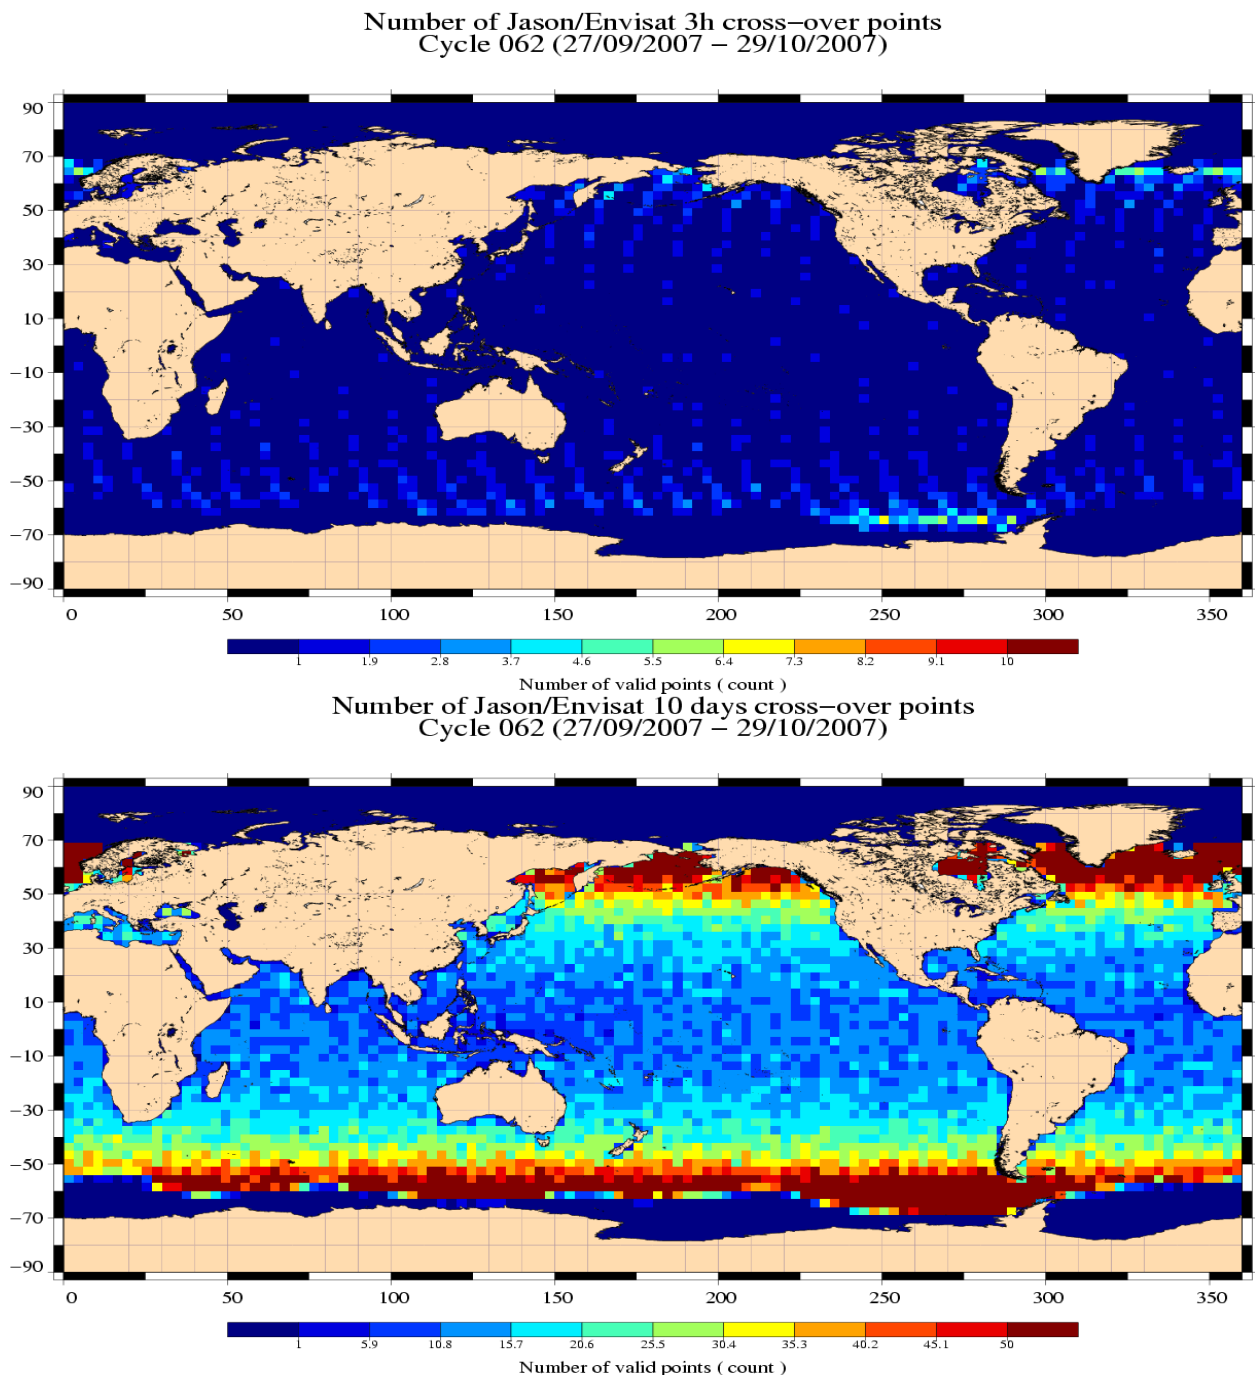 Number of Jason/Envisat 3h cross−over points
Cycle 062 (27/09/2007 − 29/10/2007)
90
70
50
30
10
−10
−30
−50
−70
−90
0 50 100 150 200 250 300 350
1 1.9 2.8 3.7 4.6 5.5 6.4 7.3 8.2 9.1 10
Number of valid points ( count )
Number of Jason/Envisat 10 days cross−over points
Cycle 062 (27/09/2007 − 29/10/2007)
90
70
50
30
10
−10
−30
−50
−70
−90
0 50 100 150 200 250 300 350
1 5.9 10.8 15.7 20.6 25.5 30.4 35.3 40.2 45.1 50
Number of valid points ( count )